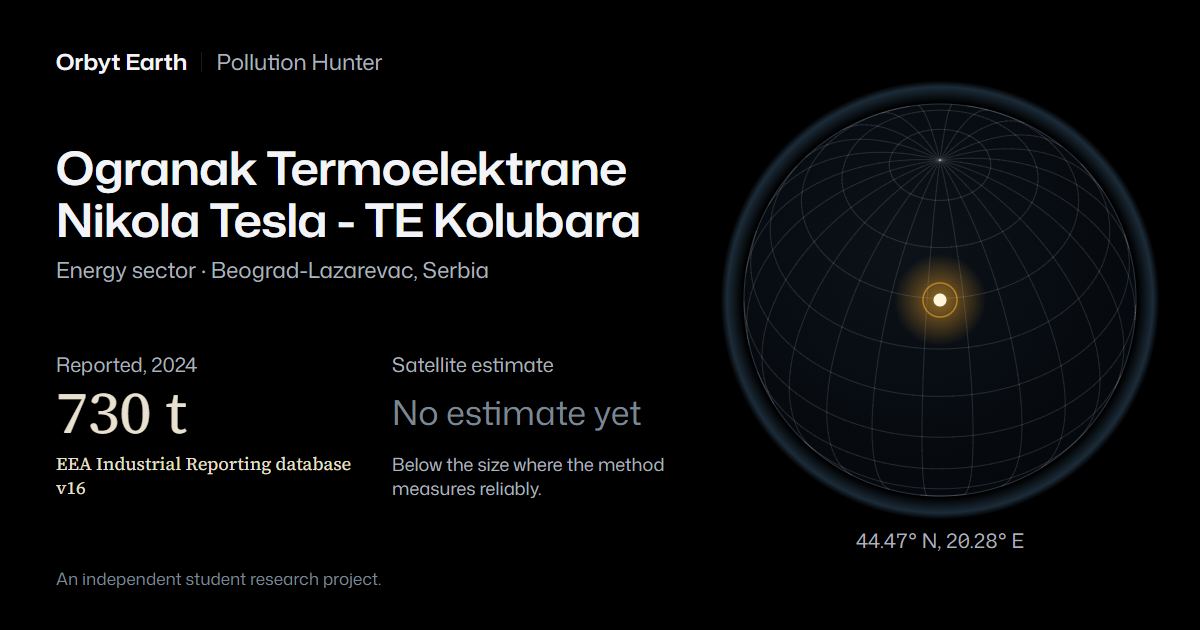 Orbyt Earth | Pollution Hunter
Ogranak Termoelektrane
Nikola Tesla - TE Kolubara
Energy sector · Beograd-Lazarevac, Serbia
Reported, 2024
730 t
EEA Industrial Reporting database
v16
Satellite estimate
No estimate yet
Below the size where the method
measures reliably.
44.47° N, 20.28° E
An independent student research project.